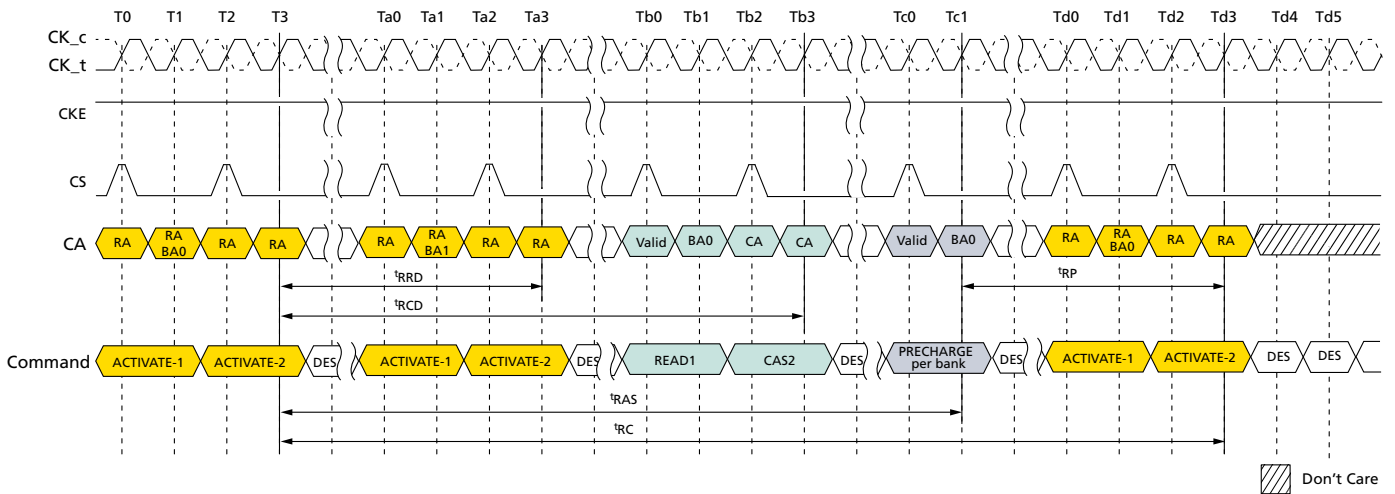 T0 T1 T2 T3 Ta0 Ta1 Ta2 Ta3 Tb0 Tb1 Tb2 Tb3 Tc0 Tc1 Td0 Td1 Td2 Td3 Td4 Td5
CK_c
CK_t
CKE
CS
CA RA RA BA0 RA RA RA RA BA1 RA RA Valid BA0 CA CA Valid BA0 RA RA BA0 RA RA
tRRD tRP
tRCD
Command ACTIVATE-1 ACTIVATE-2 DES ACTIVATE-1 ACTIVATE-2 DES READ1 CAS2 DES PRECHARGE per bank DES ACTIVATE-1 ACTIVATE-2 DES DES
tRAS
tRC
Don't Care